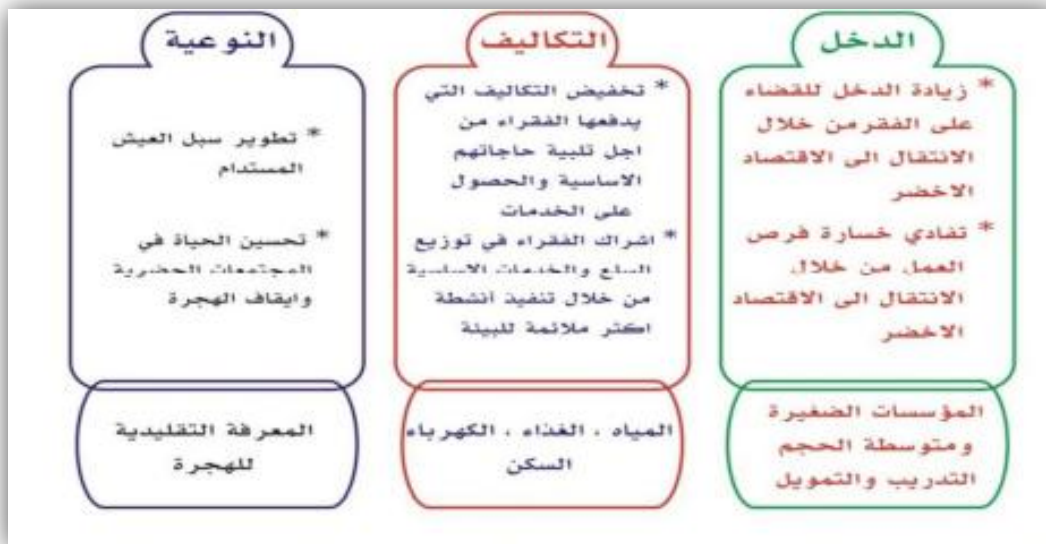 الدخل
* زيادة الدخل للقضاء
على الفقر من خلال
الانتقال الى الاقتصاد
الاخضر
* تفادي خسارة فرص
العمل من خلال
الانتقال الى الاقتصاد
الاخضر
المؤسسات الصغيرة
ومتوسطة الحجم
التدريب والتمويل
التكاليف
* تخفيض التكاليف التي
يدفعها الفقراء من
اجل تلبية حاجاتهم
الاساسية والحصول
على الخدمات
* اشراك الفقراء في توزيع
السلع والخدمات الاساسية
من خلال تنفيذ أنشطة
اكثر ملائمة للبيئة
المياه ، الغذاء ، الكهرباء
السكن
النوعية
* تطوير سبل العيش
المستدام
* تحسين الحياة في
المجتمعات الحضرية
وايقاف الهجرة
المعرفة التقليدية
للهجرة